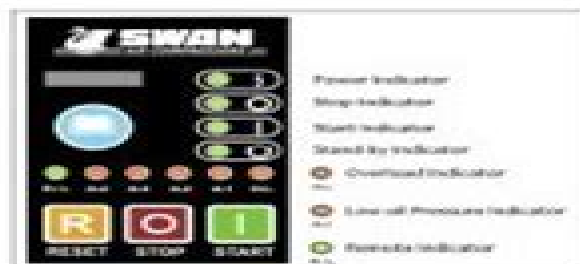 SWAN
Power Indicator
Stop Indicator
Start Indicator
Stand by Indicator
Overload Indicator
Low oil Pressure Indicator
Remote Indicator
R O I
RESET STOP START